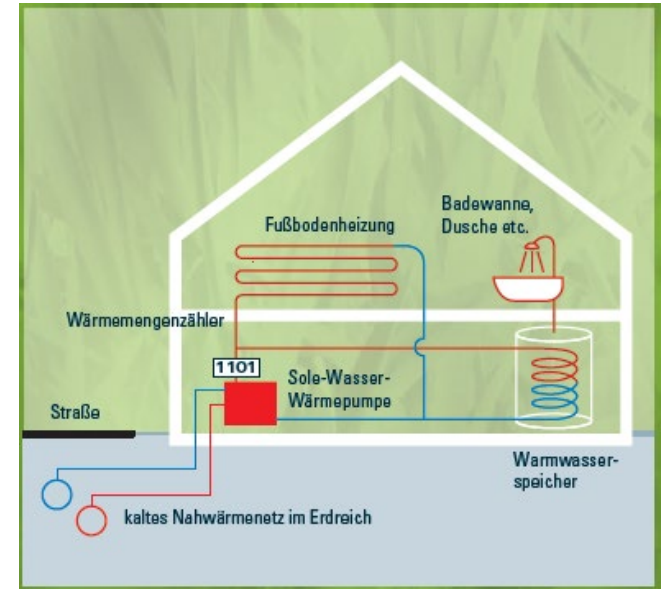 Badewanne,
Dusche etc.
Fußbodenheizung
Wärmemengenzähler
1101
Sole-Wasser-
Wärmepumpe
Straße
Warmwasser-
speicher
kaltes Nahwärmenetz im Erdreich